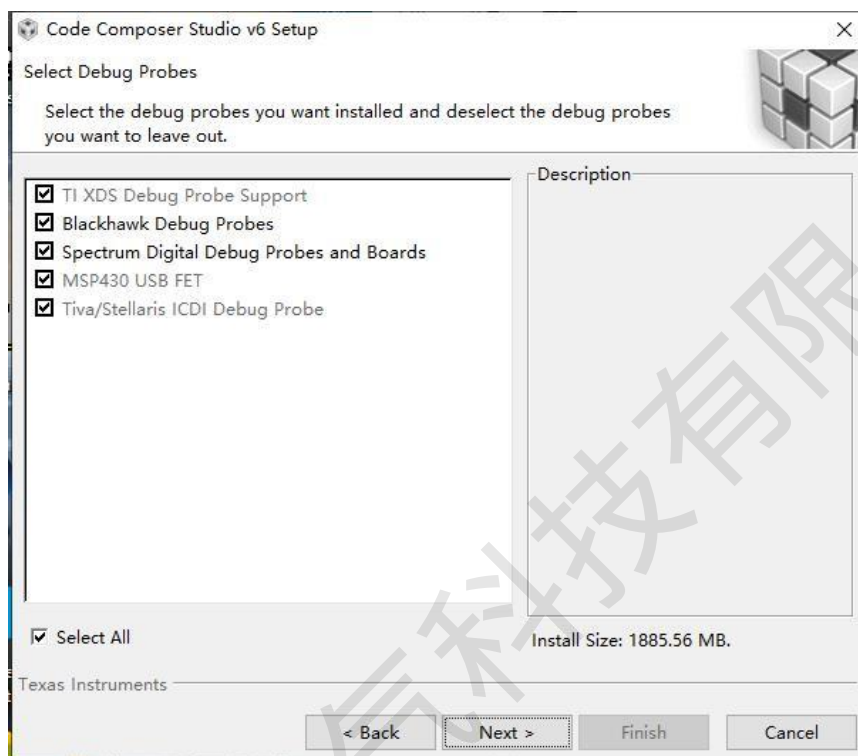 Code Composer Studio v6 Setup
Select Debug Probes
Select the debug probes you want installed and deselect the debug probes
you want to leave out.
TI XDS Debug Probe Support
Blackhawk Debug Probes
Spectrum Digital Debug Probes and Boards
MSP430 USB FET
Tiva/Stellaris ICDI Debug Probe
Description
Select All
Install Size: 1885.56 MB.
Texas Instruments
< Back
Next >
Finish
Cancel
气科技有限